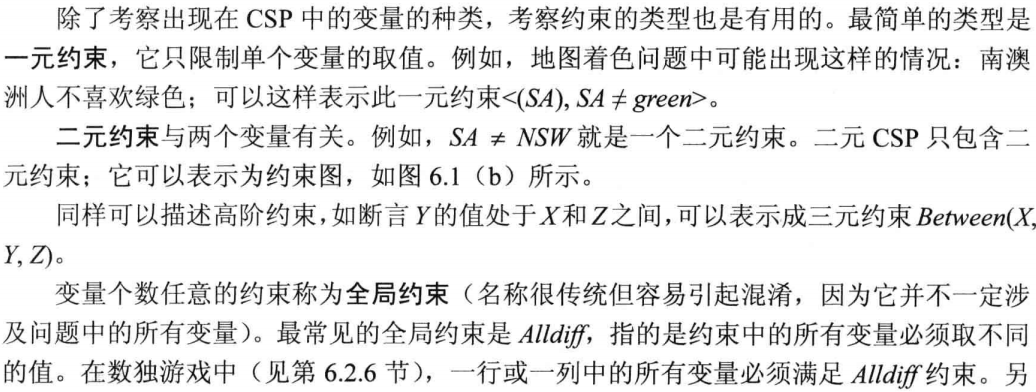 除了考察出现在 CSP 中的变量的种类，考察约束的类型也是有用的。最简单的类型是
一元约束，它只限制单个变量的取值。例如，地图着色问题中可能出现这样的情况：南澳
洲人不喜欢绿色；可以这样表示此一元约束<(SA), SA ≠ green>。
二元约束与两个变量有关。例如，SA ≠ NSW 就是一个二元约束。二元 CSP 只包含二
元约束；它可以表示为约束图，如图 6.1（b）所示。
同样可以描述高阶约束，如断言 Y 的值处于 X 和 Z 之间，可以表示成三元约束 Between(X,
Y, Z)。
变量个数任意的约束称为全局约束（名称很传统但容易引起混淆，因为它并不一定涉
及问题中的所有变量）。最常见的全局约束是 Alldiff，指的是约束中的所有变量必须取不同
的值。在数独游戏中（见第 6.2.6 节），一行或一列中的所有变量必须满足 Alldiff 约束。另